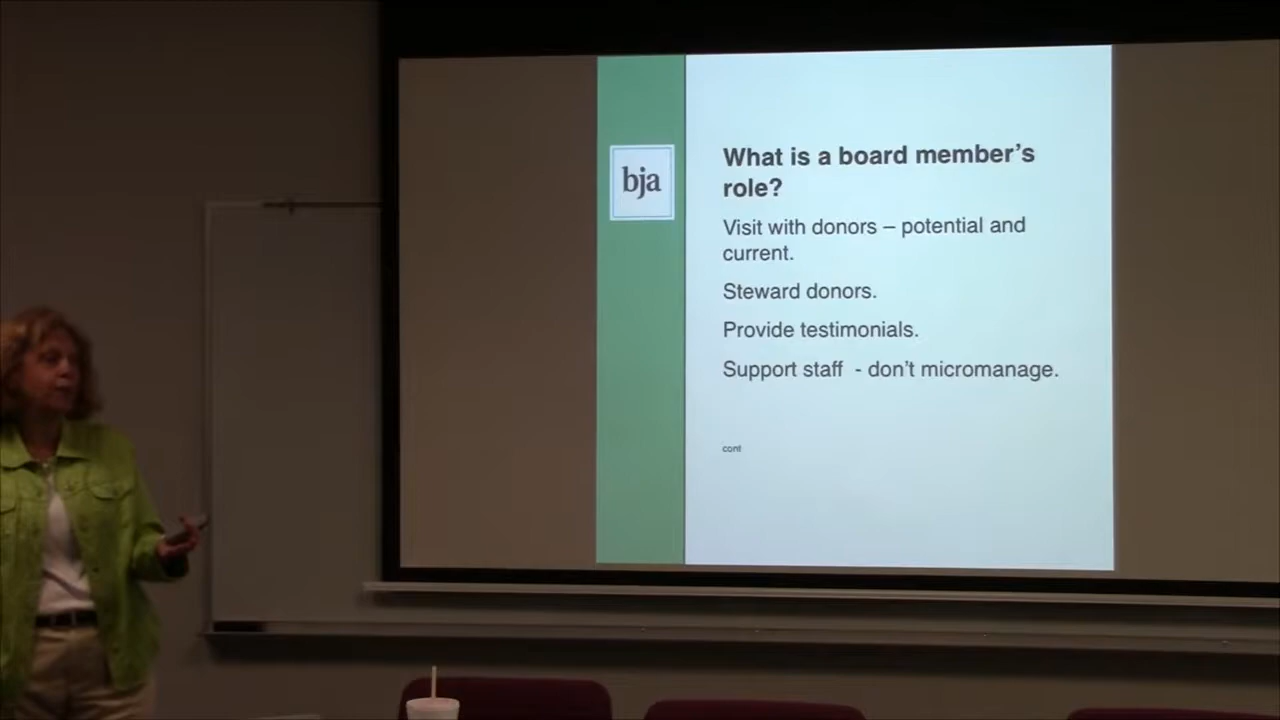 bja
What is a board member's
role?
Visit with donors – potential and
current.
Steward donors.
Provide testimonials.
Support staff  - don't micromanage.
cont